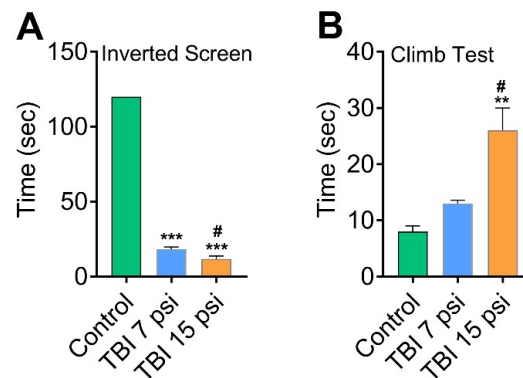 A
Inverted Screen
Time (sec)
150
100
50
0
***
#
***
Control
TBI 7 psi
TBI 15 psi
B
Climb Test
Time (sec)
40
30
20
10
0
#
**
Control
TBI 7 psi
TBI 15 psi